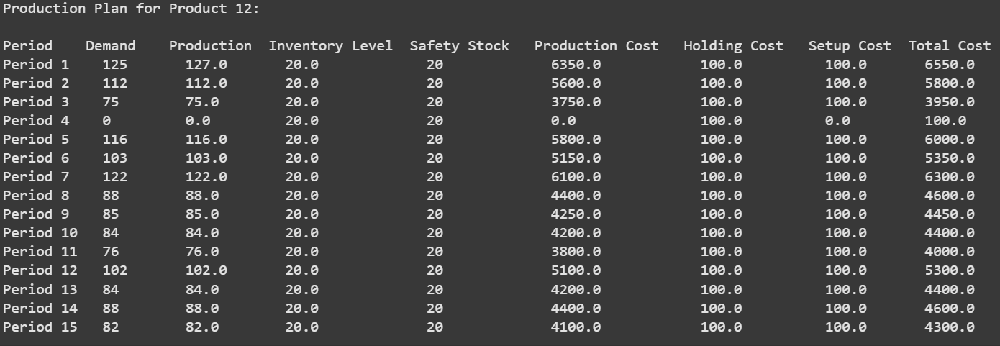 Production Plan for Product 12:
Period Demand Production Inventory Level Safety Stock Production Cost Holding Cost Setup Cost Total Cost
Period 1 125 127.0 20.0 20 6350.0 100.0 100.0 6550.0
Period 2 112 112.0 20.0 20 5600.0 100.0 100.0 5800.0
Period 3 75 75.0 20.0 20 3750.0 100.0 100.0 3950.0
Period 4 0 0.0 20.0 20 0.0 100.0 0.0 100.0
Period 5 116 116.0 20.0 20 5800.0 100.0 100.0 6000.0
Period 6 103 103.0 20.0 20 5150.0 100.0 100.0 5350.0
Period 7 122 122.0 20.0 20 6100.0 100.0 100.0 6300.0
Period 8 88 88.0 20.0 20 4400.0 100.0 100.0 4600.0
Period 9 85 85.0 20.0 20 4250.0 100.0 100.0 4450.0
Period 10 84 84.0 20.0 20 4200.0 100.0 100.0 4400.0
Period 11 76 76.0 20.0 20 3800.0 100.0 100.0 4000.0
Period 12 102 102.0 20.0 20 5100.0 100.0 100.0 5300.0
Period 13 84 84.0 20.0 20 4200.0 100.0 100.0 4400.0
Period 14 88 88.0 20.0 20 4400.0 100.0 100.0 4600.0
Period 15 82 82.0 20.0 20 4100.0 100.0 100.0 4300.0